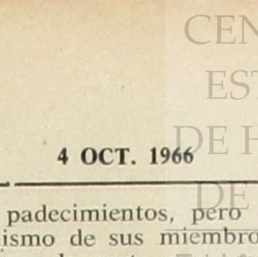 CEN
EST
4 OCT. 1966
DE H
DE
padecimientos, pero
ismo de sus miembro